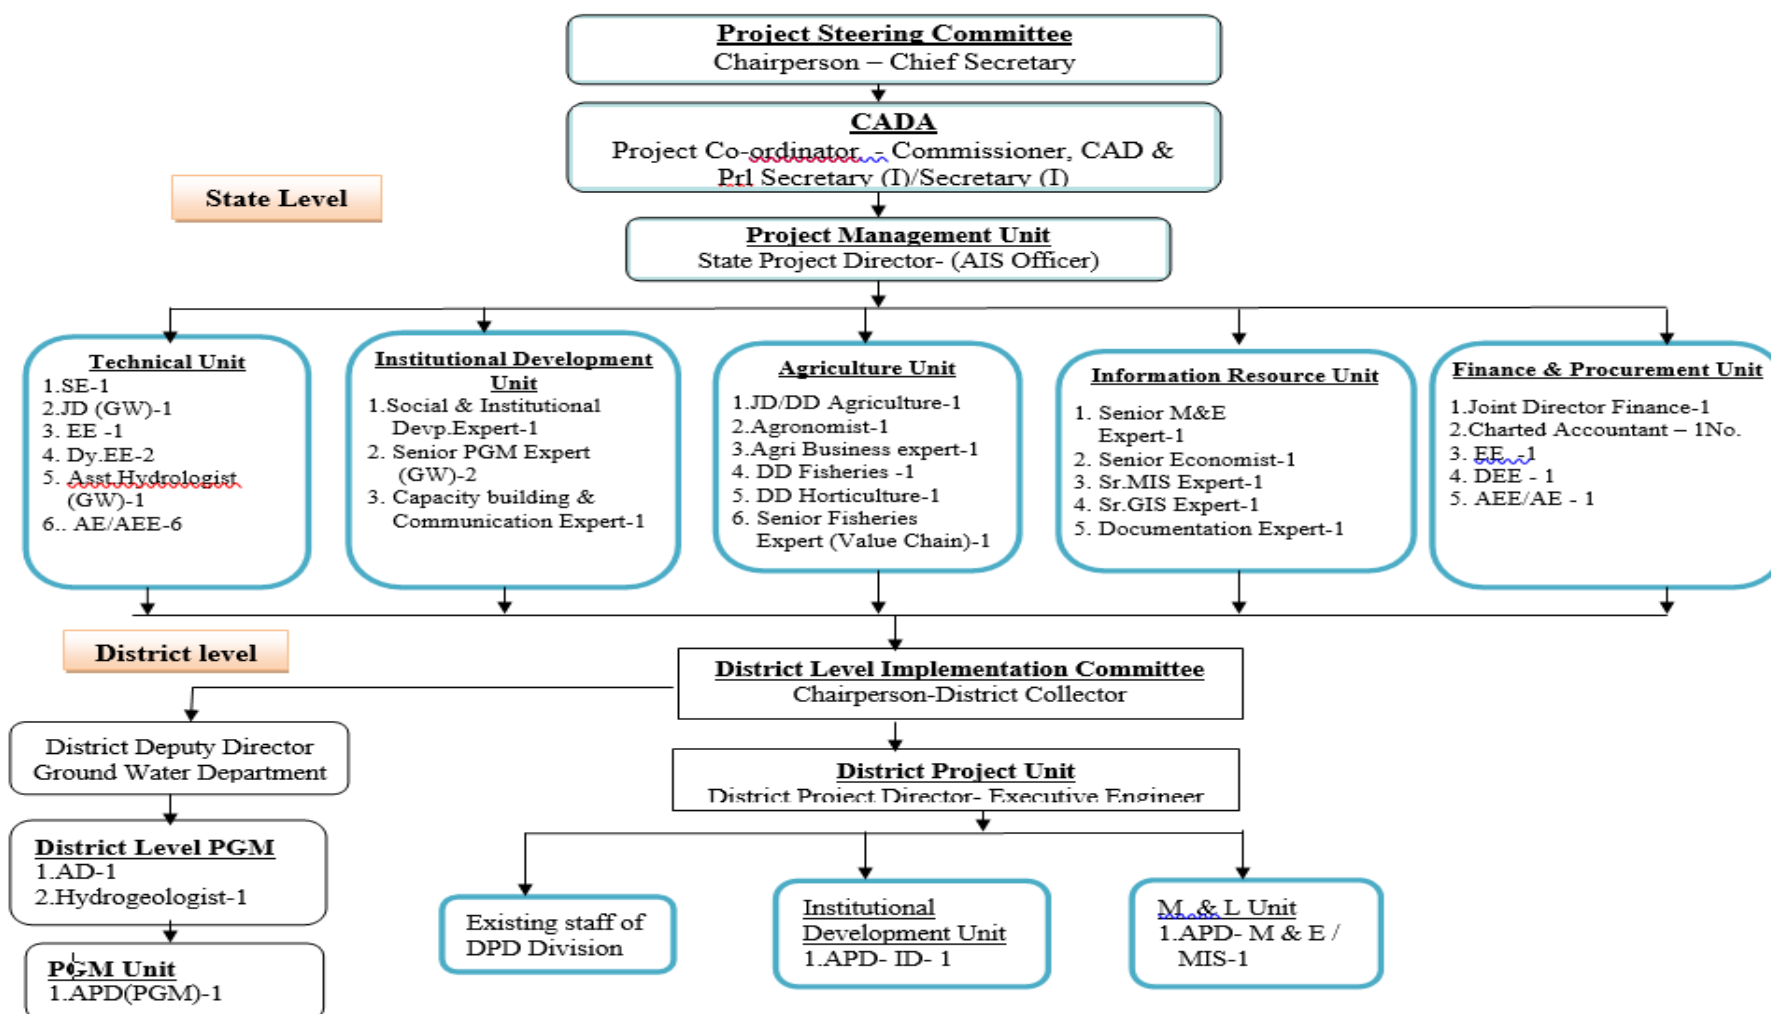 Project Steering Committee
Chairperson – Chief Secretary
CADA
Project Co-ordinator, - Commissioner, CAD &
Prl Secretary (I)/Secretary (I)
State Level
Project Management Unit
State Project Director- (AIS Officer)
Technical Unit
1.SE-1
2.JD (GW)-1
3. EE -1
4. Dy.EE-2
5. Asst.Hydrologist
(GW)-1
6.. AE/AEE-6
Institutional Development
Unit
1.Social & Institutional
Devp.Expert-1
2. Senior PGM Expert
(GW)-2
3. Capacity building &
Communication Expert-1
Agriculture Unit
1.JD/DD Agriculture-1
2.Agronomist-1
3.Agri Business expert-1
4. DD Fisheries -1
5. DD Horticulture-1
6. Senior Fisheries
Expert (Value Chain)-1
Information Resource Unit
1. Senior M&E
Expert-1
2. Senior Economist-1
3. Sr.MIS Expert-1
4. Sr.GIS Expert-1
5. Documentation Expert-1
Finance & Procurement Unit
1.Joint Director Finance-1
2.Charted Accountant – 1No.
3. EE -1
4. DEE - 1
5. AEE/AE - 1
District level
District Level Implementation Committee
Chairperson-District Collector
District Deputy Director
Ground Water Department
District Project Unit
District Project Director- Executive Engineer
District Level PGM
1.AD-1
2.Hydrogeologist-1
PGM Unit
1.APD(PGM)-1
Existing staff of
DPD Division
Institutional
Development Unit
1.APD- ID- 1
M & L Unit
1.APD- M & E /
MIS-1